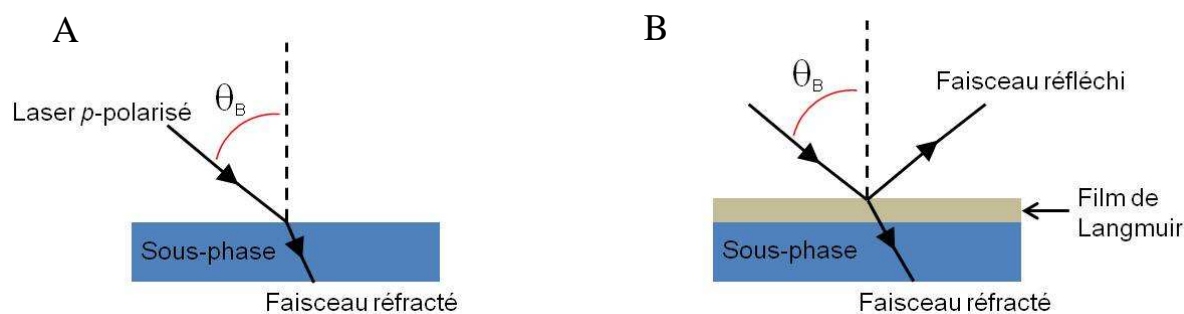 A
θB
Laser p-polarisé
Sous-phase
Faisceau réfracté
B
θB
Faisceau réfléchi
Film de
Langmuir
Sous-phase
Faisceau réfracté